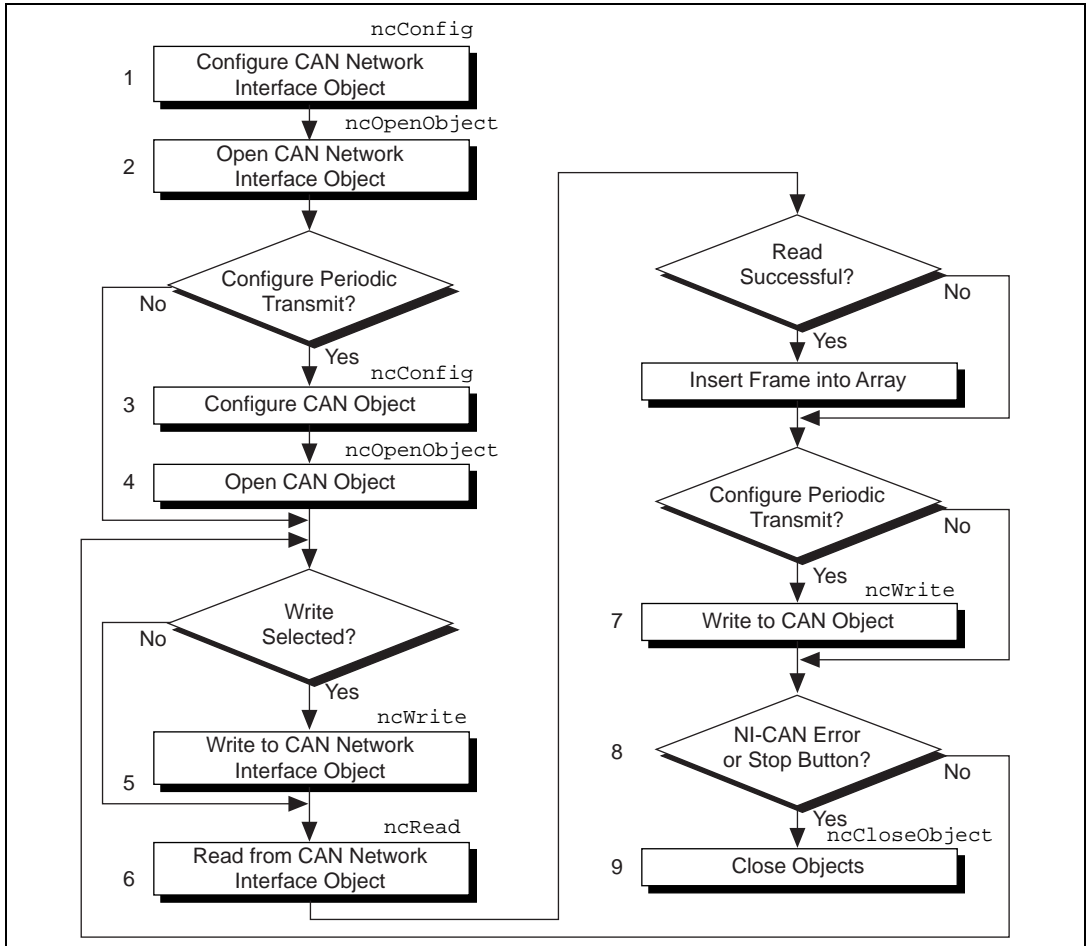 ncConfig
1
Configure CAN Network
Interface Object
ncOpenObject
2
Open CAN Network
Interface Object
Configure Periodic
Transmit?
No
Yes
ncConfig
3
Configure CAN Object
ncOpenObject
4
Open CAN Object
Write
Selected?
No
Yes
ncWrite
5
Write to CAN Network
Interface Object
ncRead
6
Read from CAN Network
Interface Object
Read
Successful?
No
Yes
Insert Frame into Array
Configure Periodic
Transmit?
No
Yes
ncWrite
7
Write to CAN Object
8
NI-CAN Error
or Stop Button?
No
Yes
ncCloseObject
9
Close Objects